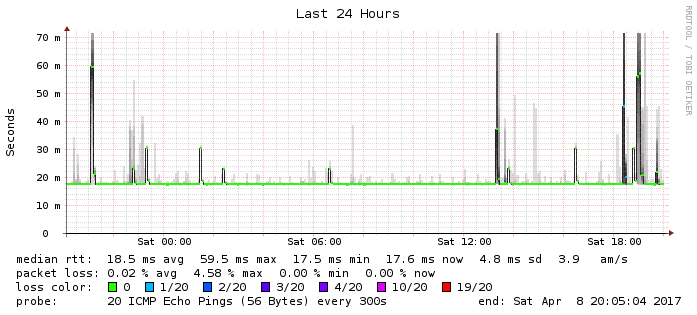 Last 24 Hours
RRDTOOL / TOBI OETIKER
Seconds
70 m
60 m
50 m
40 m
30 m
20 m
10 m
0
Sat 00:00 Sat 06:00 Sat 12:00 Sat 18:00
median rtt: 18.5 ms avg 59.5 ms max 17.5 ms min 17.6 ms now 4.8 ms sd 3.9 am/s
packet loss: 0.02 % avg 4.58 % max 0.00 % min 0.00 % now
loss color: 0 1/20 2/20 3/20 4/20 10/20 19/20
probe: 20 ICMP Echo Pings (56 Bytes) every 300s end: Sat Apr 8 20:05:04 2017